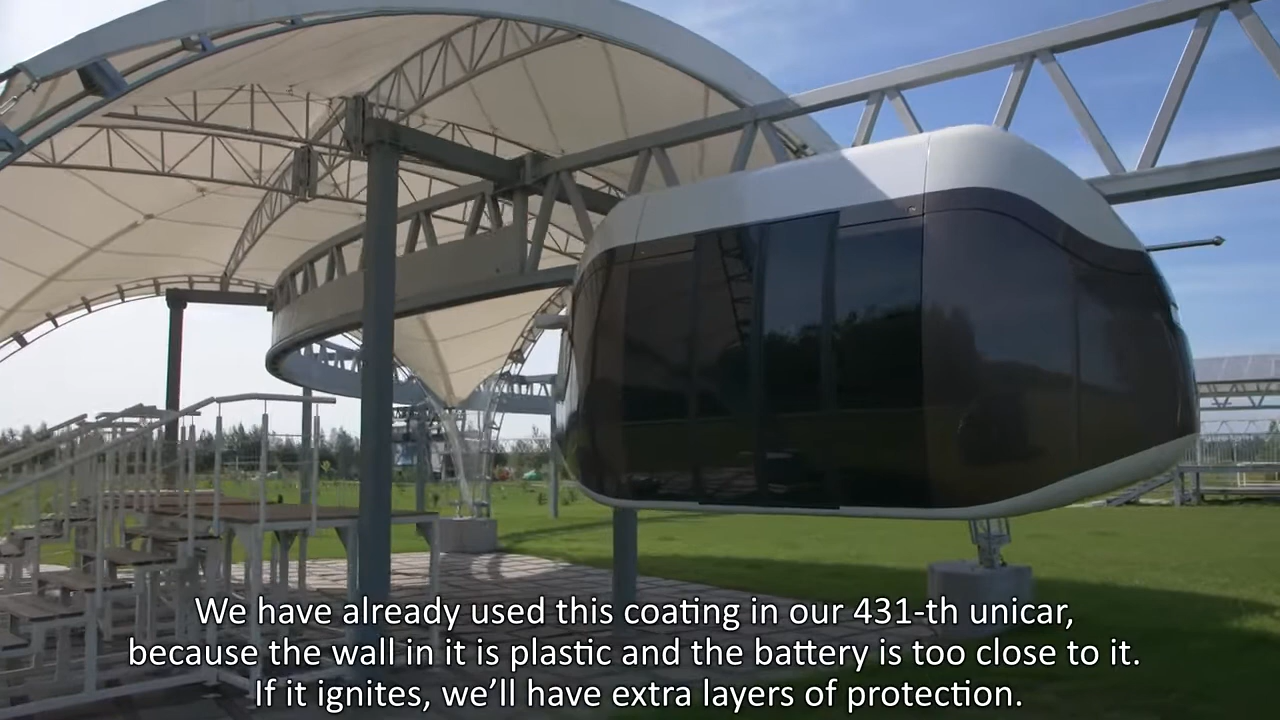 We have already used this coating in our 431-th unicar,
because the wall in it is plastic and the battery is too close to it.
If it ignites, we’ll have extra layers of protection.